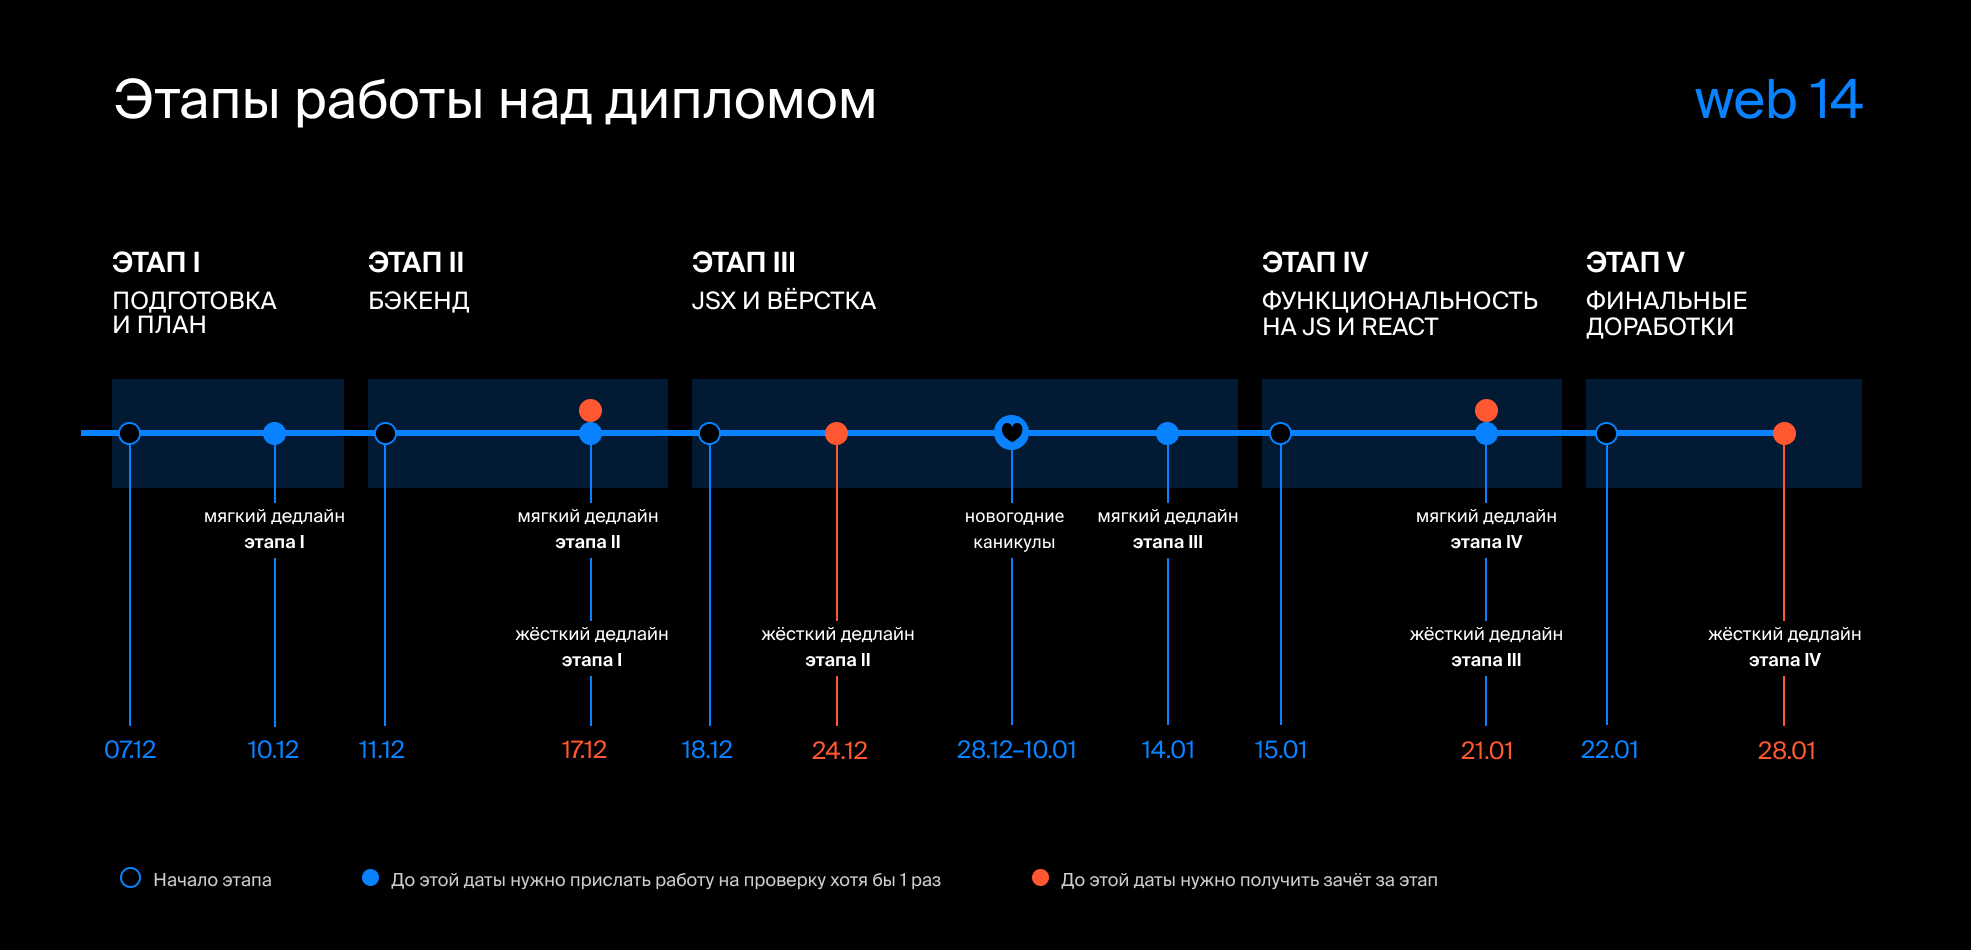 Этапы работы над дипломом
web 14
ЭТАП I
ПОДГОТОВКА
И ПЛАН
ЭТАП II
БЭКЕНД
ЭТАП III
JSX И ВЁРСТКА
ЭТАП IV
ФУНКЦИОНАЛЬНОСТЬ
НА JS И REACT
ЭТАП V
ФИНАЛЬНЫЕ
ДОРАБОТКИ
мягкий дедлайн
этапа I
мягкий дедлайн
этапа II
новогодние
каникулы
мягкий дедлайн
этапа III
мягкий дедлайн
этапа IV
жёсткий дедлайн
этапа I
жёсткий дедлайн
этапа II
жёсткий дедлайн
этапа III
жёсткий дедлайн
этапа IV
07.12
10.12
11.12
17.12
18.12
24.12
28.12–10.01
14.01
15.01
21.01
22.01
28.01
Начало этапа
До этой даты нужно прислать работу на проверку хотя бы 1 раз
До этой даты нужно получить зачёт за этап